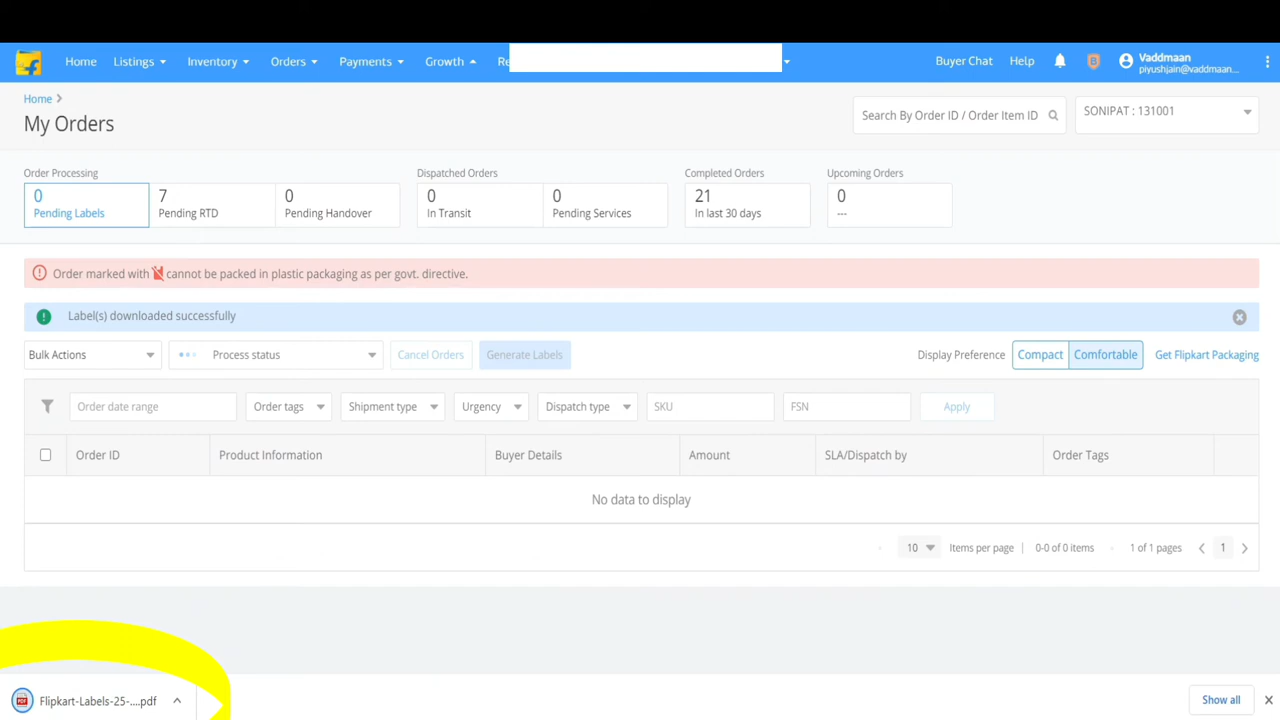 Home Listings Inventory Orders Payments Growth Re Buyer Chat Help Vaddmaan
piyushjain@vaddmaan....
Home
My Orders
Search By Order ID / Order Item ID
SONIPAT : 131001
Order Processing Dispatched Orders Completed Orders Upcoming Orders
0 7 0 0 0 21 0
Pending Labels Pending RTD Pending Handover In Transit Pending Services In last 30 days ---
Order marked with cannot be packed in plastic packaging as per govt. directive.
Label(s) downloaded successfully
Bulk Actions Process status Cancel Orders Generate Labels Display Preference Compact Comfortable Get Flipkart Packaging
Order date range Order tags Shipment type Urgency Dispatch type SKU FSN Apply
Order ID Product Information Buyer Details Amount SLA/Dispatch by Order Tags
No data to display
10 Items per page | 0-0 of 0 items 1 of 1 pages 1
Flipkart-Labels-25-....pdf Show all